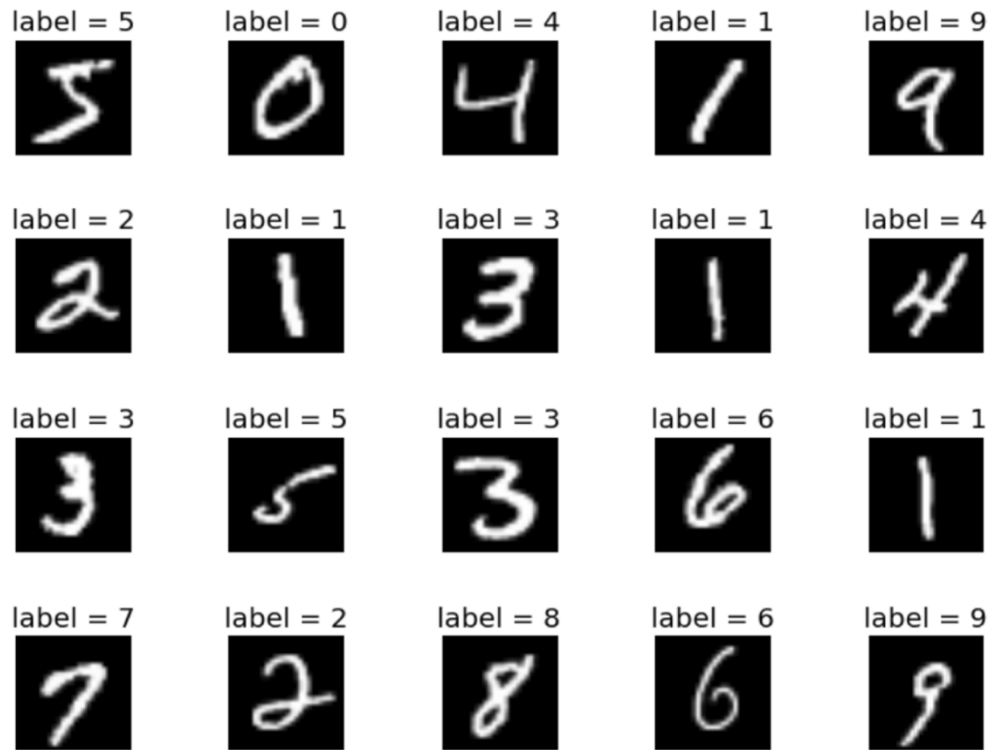 label = 5 label = 0 label = 4 label = 1 label = 9
5 0 4 1 9
label = 2 label = 1 label = 3 label = 1 label = 4
2 1 3 1 4
label = 3 label = 5 label = 3 label = 6 label = 1
3 5 3 6 1
label = 7 label = 2 label = 8 label = 6 label = 9
7 2 8 6 9